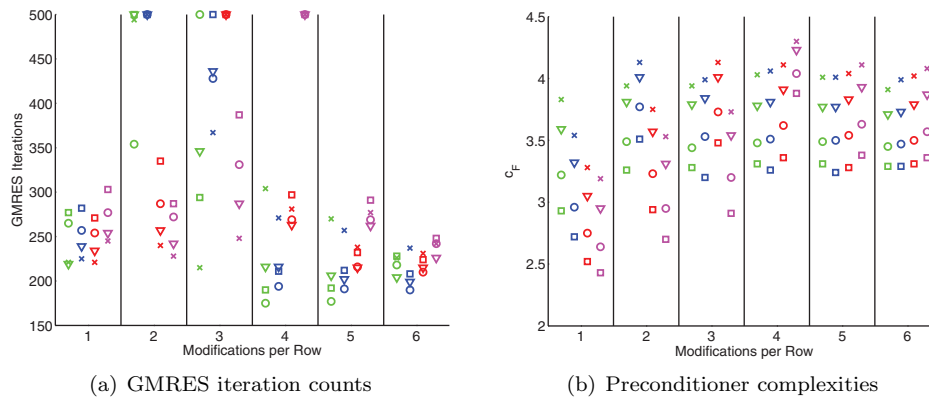 500
450
400
350
300
250
200
150
GMRES Iterations
1 2 3 4 5 6
Modifications per Row
(a) GMRES iteration counts
4.5
4
3.5
3
2.5
2
c_F
1 2 3 4 5 6
Modifications per Row
(b) Preconditioner complexities